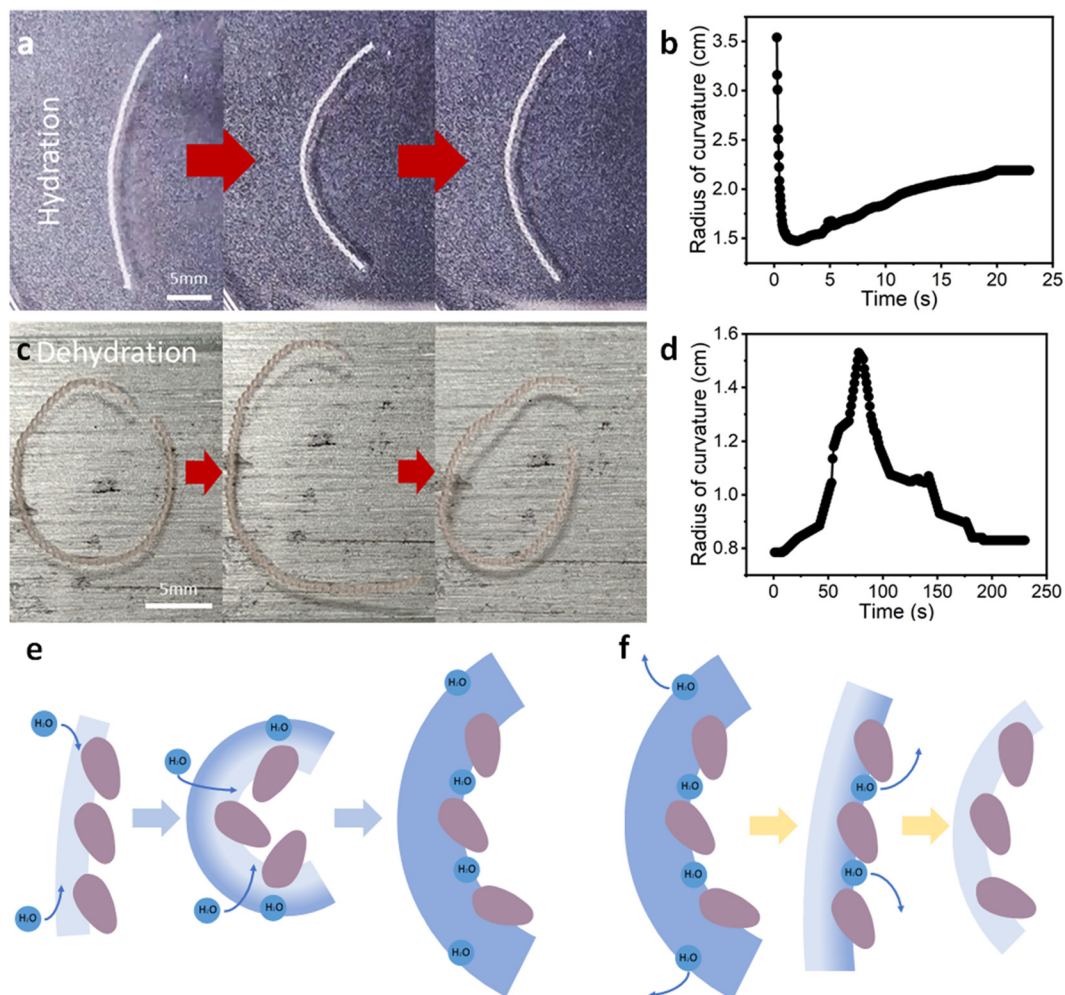 a
Hydration
5mm
b
Radius of curvature (cm)
3.5
3.0
2.5
2.0
1.5
0 5 10 15 20 25
Time (s)
c Dehydration
5mm
d
Radius of curvature (cm)
1.6
1.4
1.2
1.0
0.8
0 50 100 150 200 250
Time (s)
e
H₂O
H₂O
H₂O
H₂O
H₂O
H₂O
H₂O
H₂O
H₂O
H₂O
f
H₂O
H₂O
H₂O
H₂O
H₂O
H₂O